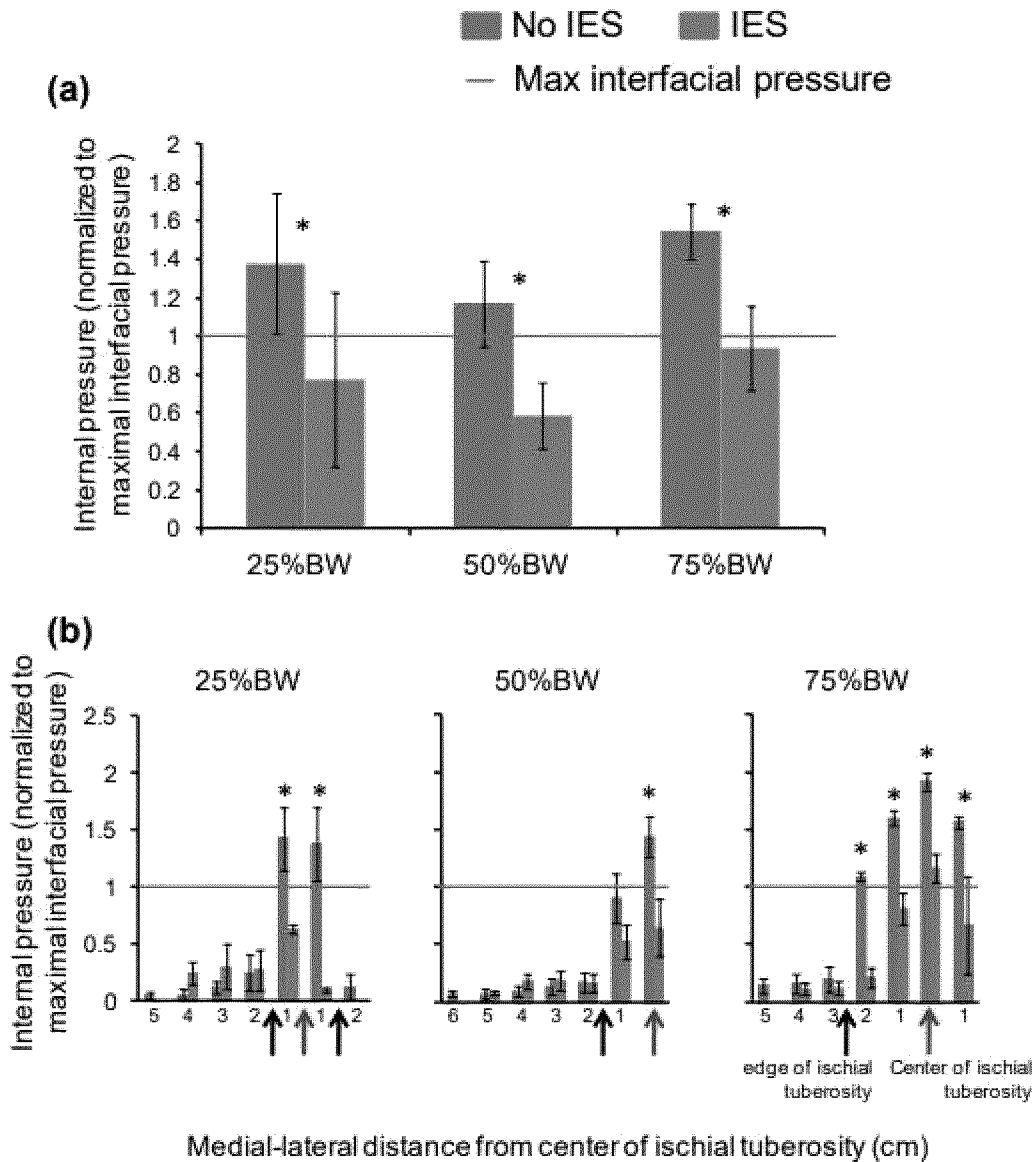 No IES IES
Max interfacial pressure
(a)
Internal pressure (normalized to
maximal interfacial pressure)
2
1.8
1.6
1.4
1.2
1
0.8
0.6
0.4
0.2
0
*
*
*
25%BW 50%BW 75%BW
(b)
Internal pressure (normalized to
maximal interfacial pressure)
25%BW 50%BW 75%BW
2.5
2
1.5
1
0.5
0
* *
*
* * * *
5 4 3 2 1 1 2
6 5 4 3 2 1
5 4 3 2 1 1
edge of ischial
tuberosity
Center of ischial
tuberosity
Medial-lateral distance from center of ischial tuberosity (cm)